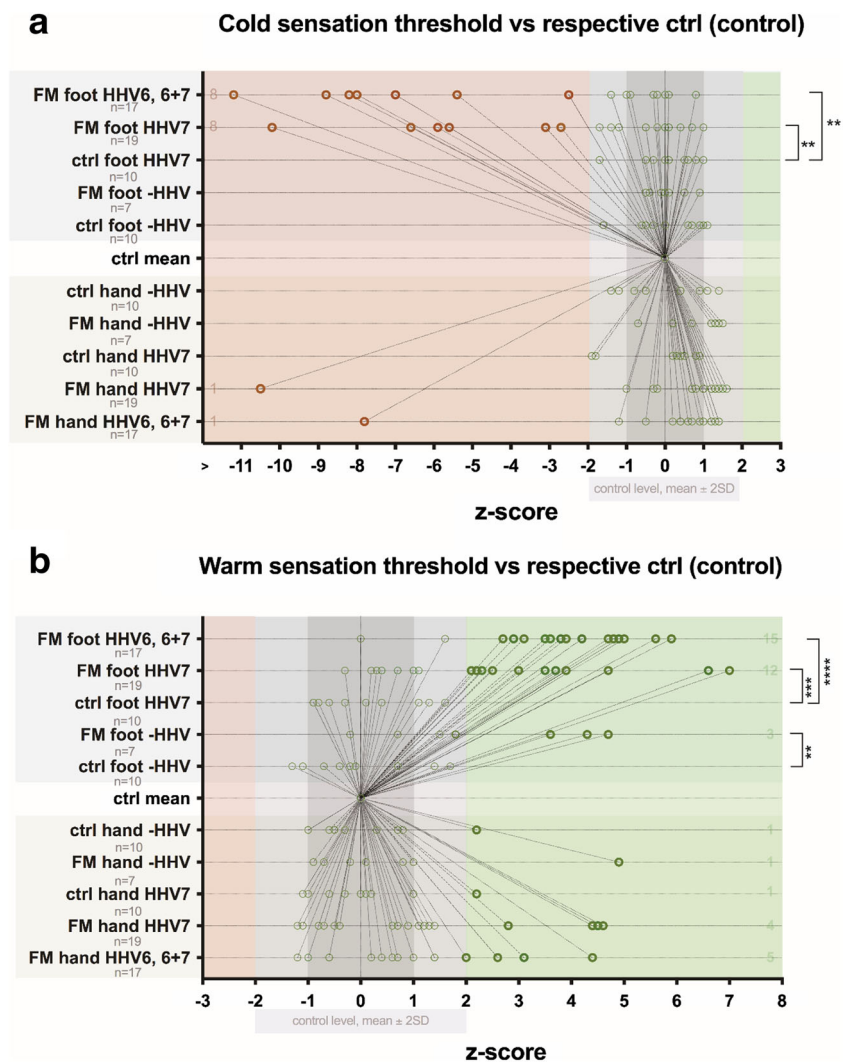 a
Cold sensation threshold vs respective ctrl (control)
FM foot HHV6, 6+7
n=17
8
**
FM foot HHV7
n=19
8
**
ctrl foot HHV7
n=10
FM foot -HHV
n=7
ctrl foot -HHV
n=10
ctrl mean
ctrl hand -HHV
n=10
FM hand -HHV
n=7
ctrl hand HHV7
n=10
FM hand HHV7
n=19
1
FM hand HHV6, 6+7
n=17
1
> -11 -10 -9 -8 -7 -6 -5 -4 -3 -2 -1 0 1 2 3
control level, mean ± 2SD
z-score
b
Warm sensation threshold vs respective ctrl (control)
FM foot HHV6, 6+7
n=17
15
****
FM foot HHV7
n=19
12
***
ctrl foot HHV7
n=10
FM foot -HHV
n=7
3
**
ctrl foot -HHV
n=10
ctrl mean
ctrl hand -HHV
n=10
1
FM hand -HHV
n=7
1
ctrl hand HHV7
n=10
1
FM hand HHV7
n=19
4
FM hand HHV6, 6+7
n=17
5
-3 -2 -1 0 1 2 3 4 5 6 7 8
control level, mean ± 2SD
z-score